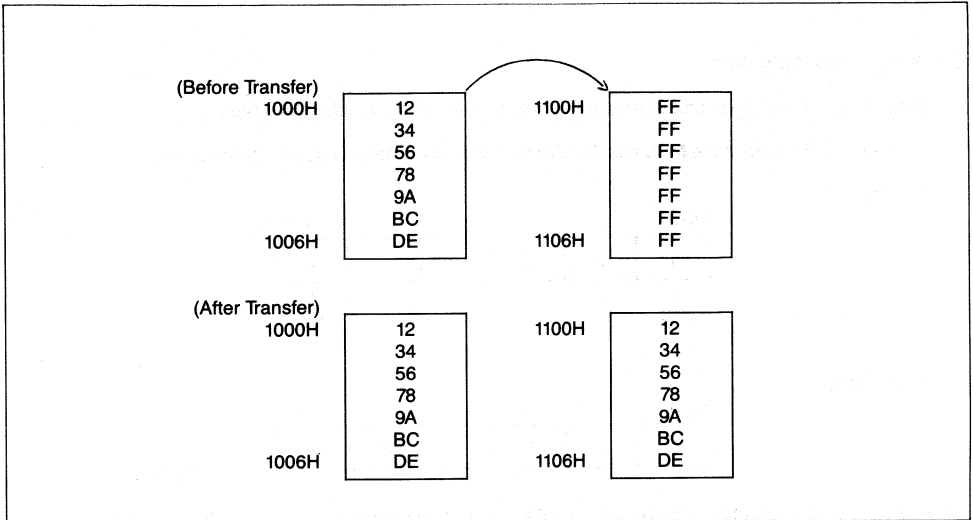 (Before Transfer)
1000H 12 1100H FF
34 FF
56 FF
78 FF
9A FF
BC FF
1006H DE 1106H FF
(After Transfer)
1000H 12 1100H 12
34 34
56 56
78 78
9A 9A
BC BC
1006H DE 1106H DE